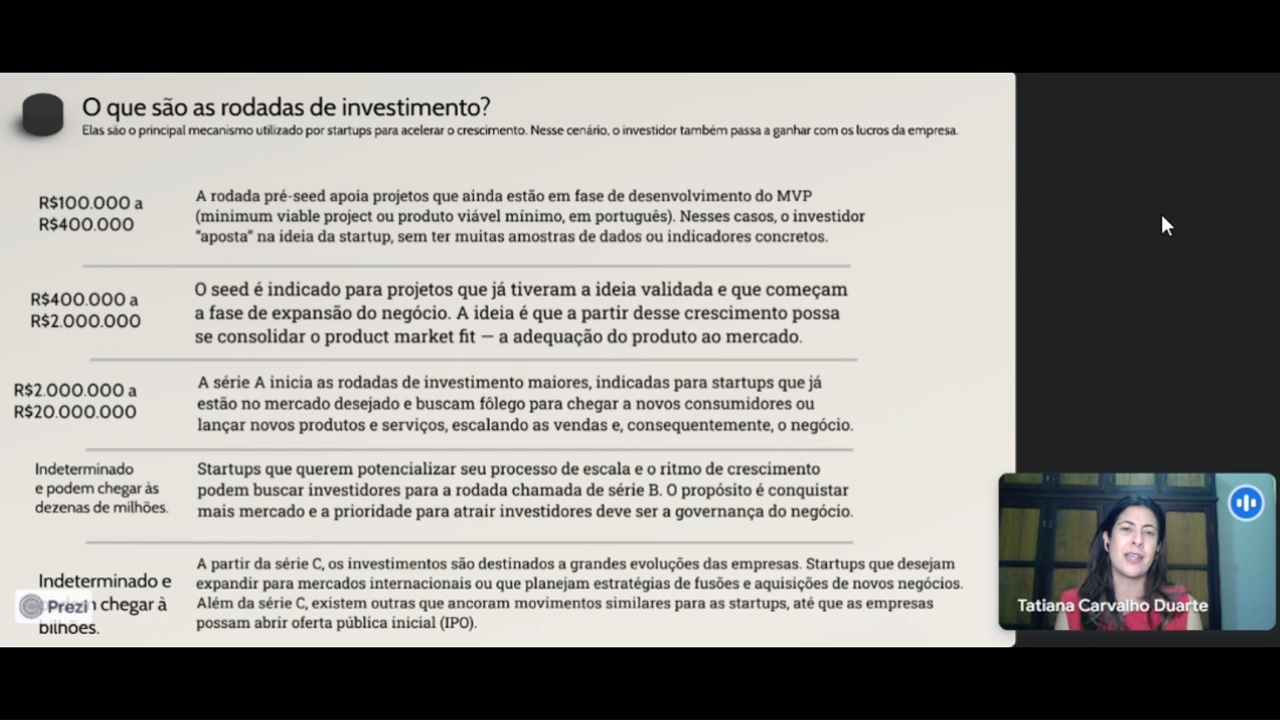 O que são as rodadas de investimento?
Elas são o principal mecanismo utilizado por startups para acelerar o crescimento. Nesse cenário, o investidor também passa a ganhar com os lucros da empresa.
R$100.000 a
R$400.000
A rodada pré-seed apoia projetos que ainda estão em fase de desenvolvimento do MVP
(minimum viable project ou produto viável mínimo, em português). Nesses casos, o investidor
"aposta" na ideia da startup, sem ter muitas amostras de dados ou indicadores concretos.
R$400.000 a
R$2.000.000
O seed é indicado para projetos que já tiveram a ideia validada e que começam
a fase de expansão do negócio. A ideia é que a partir desse crescimento possa
se consolidar o product market fit — a adequação do produto ao mercado.
R$2.000.000 a
R$20.000.000
A série A inicia as rodadas de investimento maiores, indicadas para startups que já
estão no mercado desejado e buscam fôlego para chegar a novos consumidores ou
lançar novos produtos e serviços, escalando as vendas e, consequentemente, o negócio.
Indeterminado
e podem chegar às
dezenas de milhões.
Startups que querem potencializar seu processo de escala e o ritmo de crescimento
podem buscar investidores para a rodada chamada de série B. O propósito é conquistar
mais mercado e a prioridade para atrair investidores deve ser a governança do negócio.
Indeterminado e
chegar à
bilhões.
A partir da série C, os investimentos são destinados a grandes evoluções das empresas. Startups que desejam
expandir para mercados internacionais ou que planejam estratégias de fusões e aquisições de novos negócios.
Além da série C, existem outras que ancoram movimentos similares para as startups, até que as empresas
possam abrir oferta pública inicial (IPO).
Prezi
Tatiana Carvalho Duarte